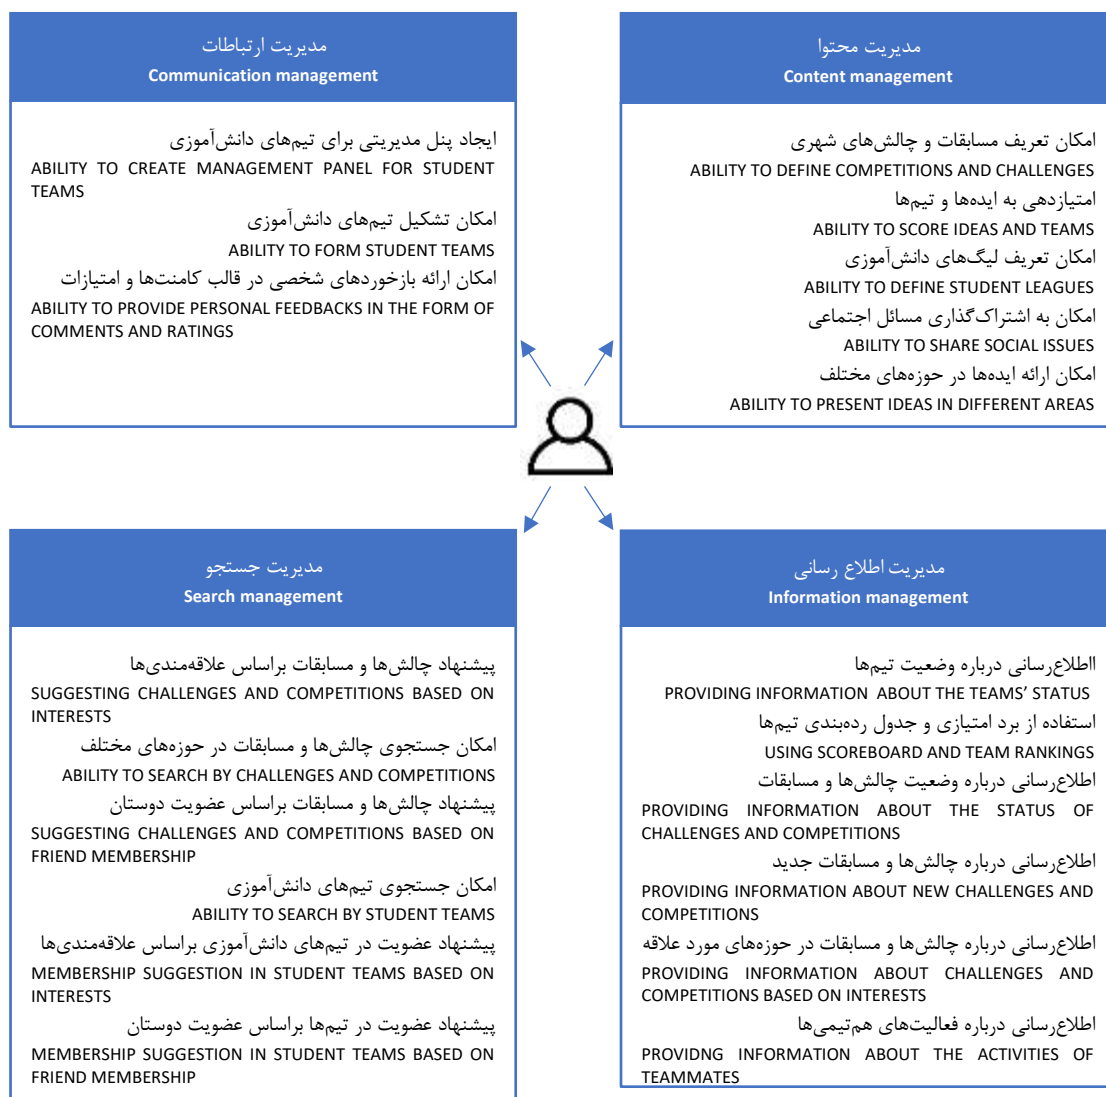 مدیریت ارتباطات
Communication management
ایجاد پنل مدیریتی برای تیم‌های دانش‌آموزی
ABILITY TO CREATE MANAGEMENT PANEL FOR STUDENT
TEAMS
امکان تشکیل تیم‌های دانش‌آموزی
ABILITY TO FORM STUDENT TEAMS
امکان ارائه بازخوردهای شخصی در قالب کامنت‌ها و امتیازات
ABILITY TO PROVIDE PERSONAL FEEDBACKS IN THE FORM OF
COMMENTS AND RATINGS
مدیریت محتوا
Content management
امکان تعریف مسابقات و چالش‌های شهری
ABILITY TO DEFINE COMPETITIONS AND CHALLENGES
امتیازدهی به ایده‌ها و تیم‌ها
ABILITY TO SCORE IDEAS AND TEAMS
امکان تعریف لیگ‌های دانش‌آموزی
ABILITY TO DEFINE STUDENT LEAGUES
امکان به اشتراک‌گذاری مسائل اجتماعی
ABILITY TO SHARE SOCIAL ISSUES
امکان ارائه ایده‌ها در حوزه‌های مختلف
ABILITY TO PRESENT IDEAS IN DIFFERENT AREAS
مدیریت جستجو
Search management
پیشنهاد چالش‌ها و مسابقات براساس علاقه‌مندی‌ها
SUGGESTING CHALLENGES AND COMPETITIONS BASED ON
INTERESTS
امکان جستجوی چالش‌ها و مسابقات در حوزه‌های مختلف
ABILITY TO SEARCH BY CHALLENGES AND COMPETITIONS
پیشنهاد چالش‌ها و مسابقات براساس عضویت دوستان
SUGGESTING CHALLENGES AND COMPETITIONS BASED ON
FRIEND MEMBERSHIP
امکان جستجوی تیم‌های دانش‌آموزی
ABILITY TO SEARCH BY STUDENT TEAMS
پیشنهاد عضویت در تیم‌های دانش‌آموزی براساس علاقه‌مندی‌ها
MEMBERSHIP SUGGESTION IN STUDENT TEAMS BASED ON
INTERESTS
پیشنهاد عضویت در تیم‌ها براساس عضویت دوستان
MEMBERSHIP SUGGESTION IN STUDENT TEAMS BASED ON
FRIEND MEMBERSHIP
مدیریت اطلاع رسانی
Information management
ااطلاع‌رسانی درباره وضعیت تیم‌ها
PROVIDING INFORMATION ABOUT THE TEAMS’ STATUS
استفاده از برد امتیازی و جدول رده‌بندی تیم‌ها
USING SCOREBOARD AND TEAM RANKINGS
اطلاع‌رسانی درباره وضعیت چالش‌ها و مسابقات
PROVIDING INFORMATION ABOUT THE STATUS OF
CHALLENGES AND COMPETITIONS
اطلاع‌رسانی درباره چالش‌ها و مسابقات جدید
PROVIDING INFORMATION ABOUT NEW CHALLENGES AND
COMPETITIONS
اطلاع‌رسانی درباره چالش‌ها و مسابقات در حوزه‌های مورد علاقه
PROVIDING INFORMATION ABOUT CHALLENGES AND
COMPETITIONS BASED ON INTERESTS
اطلاع‌رسانی درباره فعالیت‌های هم‌تیمی‌ها
PROVIDNG INFORMATION ABOUT THE ACTIVITIES OF
TEAMMATES